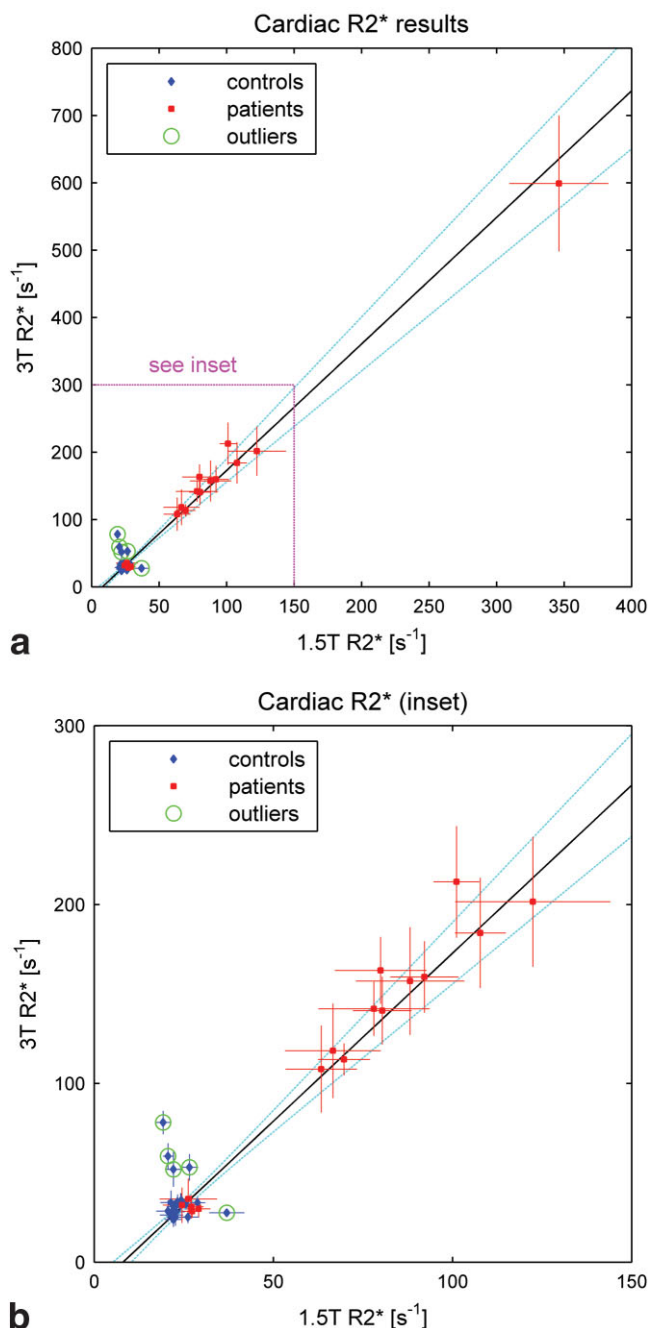 Cardiac R2* results
800
700
600
500
400
300
200
100
0
3T R2* [s⁻¹]
controls
patients
outliers
see inset
0 50 100 150 200 250 300 350 400
1.5T R2* [s⁻¹]
a
Cardiac R2* (inset)
300
200
100
0
3T R2* [s⁻¹]
controls
patients
outliers
0 50 100 150
1.5T R2* [s⁻¹]
b